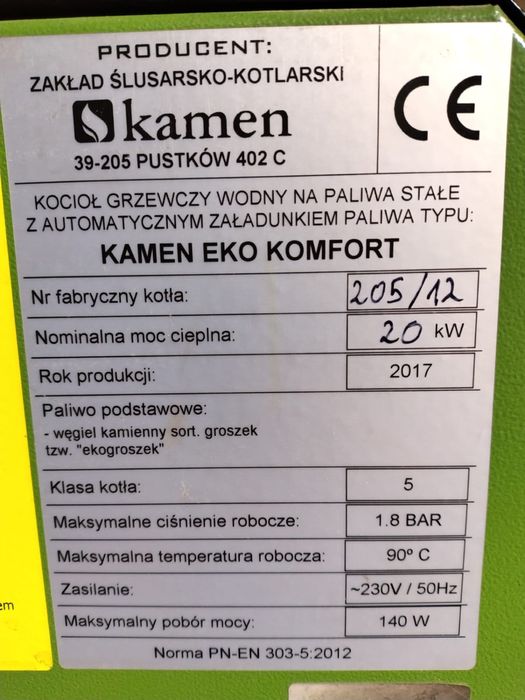 PRODUCENT:
ZAKŁAD ŚLUSARSKO-KOTLARSKI
kamen
39-205 PUSTKÓW 402 C
CE
KOCIOŁ GRZEWCZY WODNY NA PALIWA STAŁE
Z AUTOMATYCZNYM ZAŁADUNKIEM PALIWA TYPU:
KAMEN EKO KOMFORT
Nr fabryczny kotła: 205/12
Nominalna moc cieplna: 20 kW
Rok produkcji: 2017
Paliwo podstawowe:
- węgiel kamienny sort. groszek
tzw. "ekogroszek"
Klasa kotła: 5
Maksymalne ciśnienie robocze: 1.8 BAR
Maksymalna temperatura robocza: 90º C
Zasilanie: ~230V / 50Hz
em
Maksymalny pobór mocy: 140 W
Norma PN-EN 303-5:2012